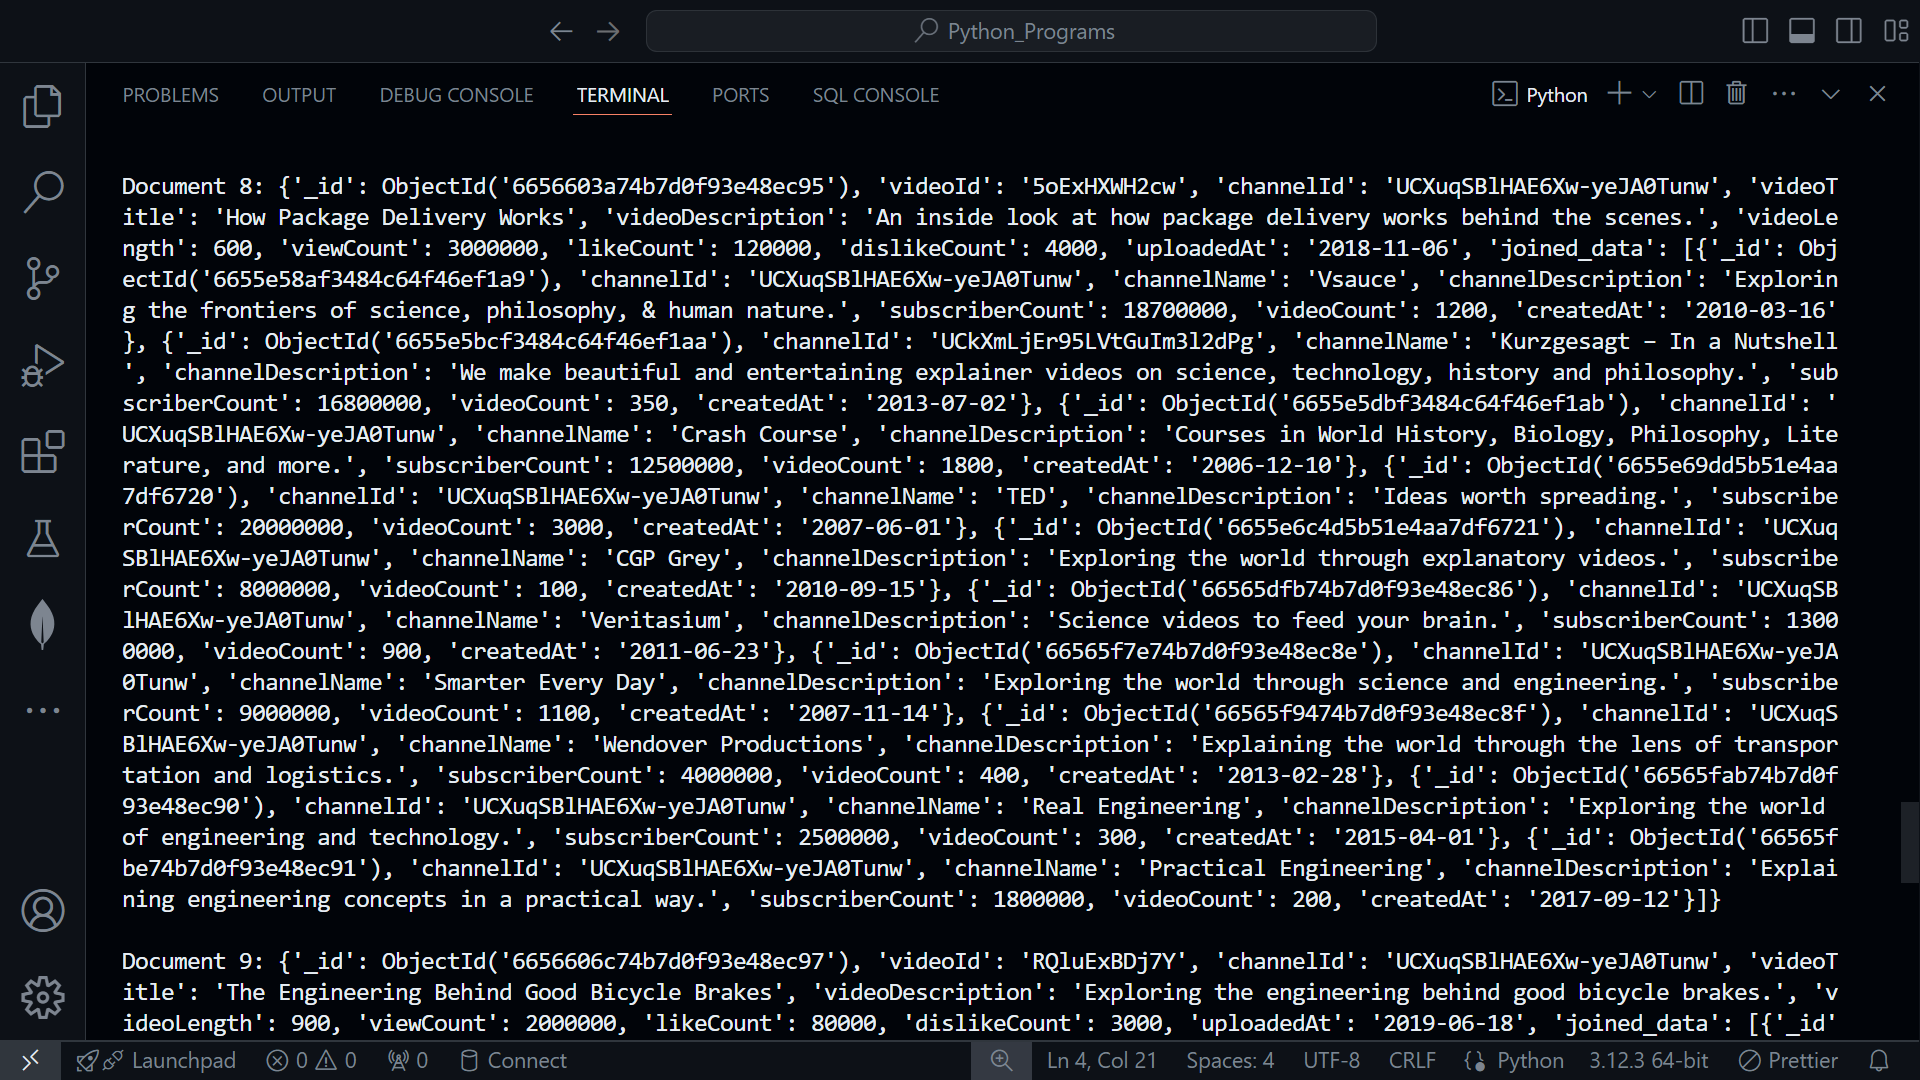 Python_Programs
PROBLEMS OUTPUT DEBUG CONSOLE TERMINAL PORTS SQL CONSOLE Python
Document 8: {'_id': ObjectId('6656603a74b7d0f93e48ec95'), 'videoId': '5oExHXWH2cw', 'channelId': 'UCXuqSBlHAE6Xw-yeJA0Tunw', 'videoT
itle': 'How Package Delivery Works', 'videoDescription': 'An inside look at how package delivery works behind the scenes.', 'videoLe
ngth': 600, 'viewCount': 3000000, 'likeCount': 120000, 'dislikeCount': 4000, 'uploadedAt': '2018-11-06', 'joined_data': [{'_id': Obj
ectId('6655e58af3484c64f46ef1a9'), 'channelId': 'UCXuqSBlHAE6Xw-yeJA0Tunw', 'channelName': 'Vsauce', 'channelDescription': 'Explorin
g the frontiers of science, philosophy, & human nature.', 'subscriberCount': 18700000, 'videoCount': 1200, 'createdAt': '2010-03-16'
}, {'_id': ObjectId('6655e5bcf3484c64f46ef1aa'), 'channelId': 'UCkXmLjEr95LVtGuIm3l2dPg', 'channelName': 'Kurzgesagt – In a Nutshell
', 'channelDescription': 'We make beautiful and entertaining explainer videos on science, technology, history and philosophy.', 'sub
scriberCount': 16800000, 'videoCount': 350, 'createdAt': '2013-07-02'}, {'_id': ObjectId('6655e5dbf3484c64f46ef1ab'), 'channelId': '
UCXuqSBlHAE6Xw-yeJA0Tunw', 'channelName': 'Crash Course', 'channelDescription': 'Courses in World History, Biology, Philosophy, Lite
rature, and more.', 'subscriberCount': 12500000, 'videoCount': 1800, 'createdAt': '2006-12-10'}, {'_id': ObjectId('6655e69dd5b51e4aa
7df6720'), 'channelId': 'UCXuqSBlHAE6Xw-yeJA0Tunw', 'channelName': 'TED', 'channelDescription': 'Ideas worth spreading.', 'subscribe
rCount': 20000000, 'videoCount': 3000, 'createdAt': '2007-06-01'}, {'_id': ObjectId('6655e6c4d5b51e4aa7df6721'), 'channelId': 'UCXuq
SBlHAE6Xw-yeJA0Tunw', 'channelName': 'CGP Grey', 'channelDescription': 'Exploring the world through explanatory videos.', 'subscribe
rCount': 8000000, 'videoCount': 100, 'createdAt': '2010-09-15'}, {'_id': ObjectId('66565dfb74b7d0f93e48ec86'), 'channelId': 'UCXuqSB
lHAE6Xw-yeJA0Tunw', 'channelName': 'Veritasium', 'channelDescription': 'Science videos to feed your brain.', 'subscriberCount': 1300
0000, 'videoCount': 900, 'createdAt': '2011-06-23'}, {'_id': ObjectId('66565f7e74b7d0f93e48ec8e'), 'channelId': 'UCXuqSBlHAE6Xw-yeJA
0Tunw', 'channelName': 'Smarter Every Day', 'channelDescription': 'Exploring the world through science and engineering.', 'subscribe
rCount': 9000000, 'videoCount': 1100, 'createdAt': '2007-11-14'}, {'_id': ObjectId('66565f9474b7d0f93e48ec8f'), 'channelId': 'UCXuqS
BlHAE6Xw-yeJA0Tunw', 'channelName': 'Wendover Productions', 'channelDescription': 'Explaining the world through the lens of transpor
tation and logistics.', 'subscriberCount': 4000000, 'videoCount': 400, 'createdAt': '2013-02-28'}, {'_id': ObjectId('66565fab74b7d0f
93e48ec90'), 'channelId': 'UCXuqSBlHAE6Xw-yeJA0Tunw', 'channelName': 'Real Engineering', 'channelDescription': 'Exploring the world
of engineering and technology.', 'subscriberCount': 2500000, 'videoCount': 300, 'createdAt': '2015-04-01'}, {'_id': ObjectId('66565f
be74b7d0f93e48ec91'), 'channelId': 'UCXuqSBlHAE6Xw-yeJA0Tunw', 'channelName': 'Practical Engineering', 'channelDescription': 'Explai
ning engineering concepts in a practical way.', 'subscriberCount': 1800000, 'videoCount': 200, 'createdAt': '2017-09-12'}]}
Document 9: {'_id': ObjectId('6656606c74b7d0f93e48ec97'), 'videoId': 'RQluExBDj7Y', 'channelId': 'UCXuqSBlHAE6Xw-yeJA0Tunw', 'videoT
itle': 'The Engineering Behind Good Bicycle Brakes', 'videoDescription': 'Exploring the engineering behind good bicycle brakes.', 'v
ideoLength': 900, 'viewCount': 2000000, 'likeCount': 80000, 'dislikeCount': 3000, 'uploadedAt': '2019-06-18', 'joined_data': [{'_id'
Launchpad 0 0 0 Connect Ln 4, Col 21 Spaces: 4 UTF-8 CRLF Python 3.12.3 64-bit Prettier